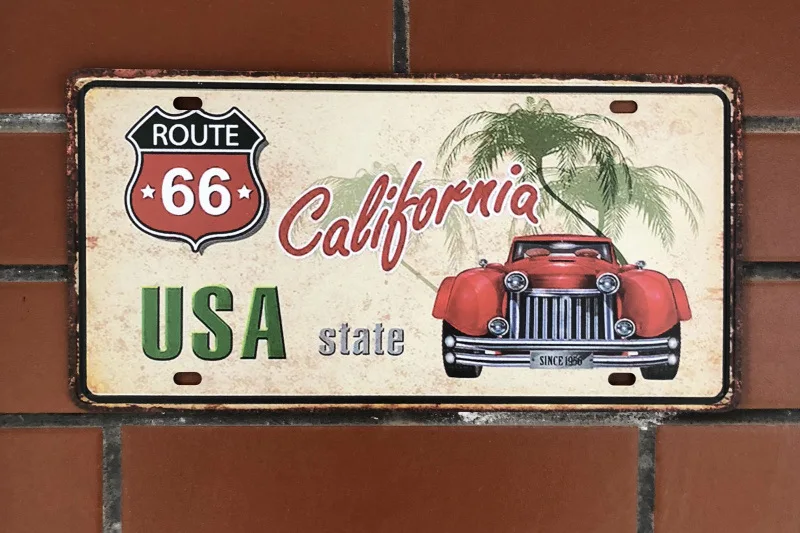 ROUTE
66
California
USA state
SINCE 1956